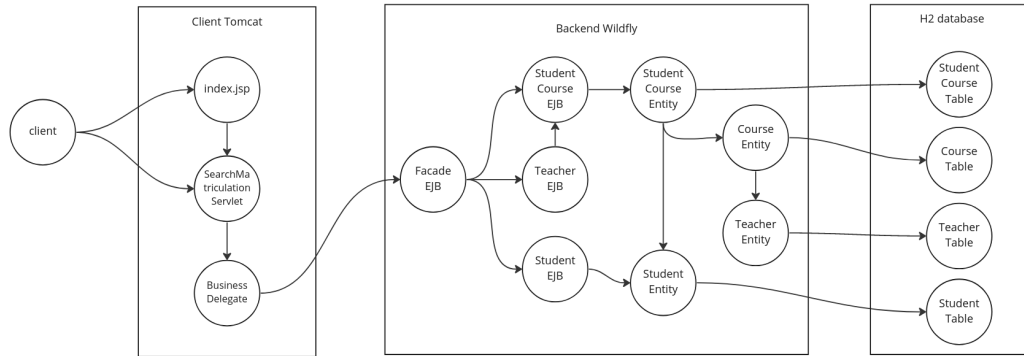 Client Tomcat
Backend Wildfly
H2 database
client
index.jsp
SearchMa
triculation
Servlet
Business
Delegate
Facade
EJB
Student
Course
EJB
Teacher
EJB
Student
EJB
Student
Course
Entity
Course
Entity
Teacher
Entity
Student
Entity
Student
Course
Table
Course
Table
Teacher
Table
Student
Table